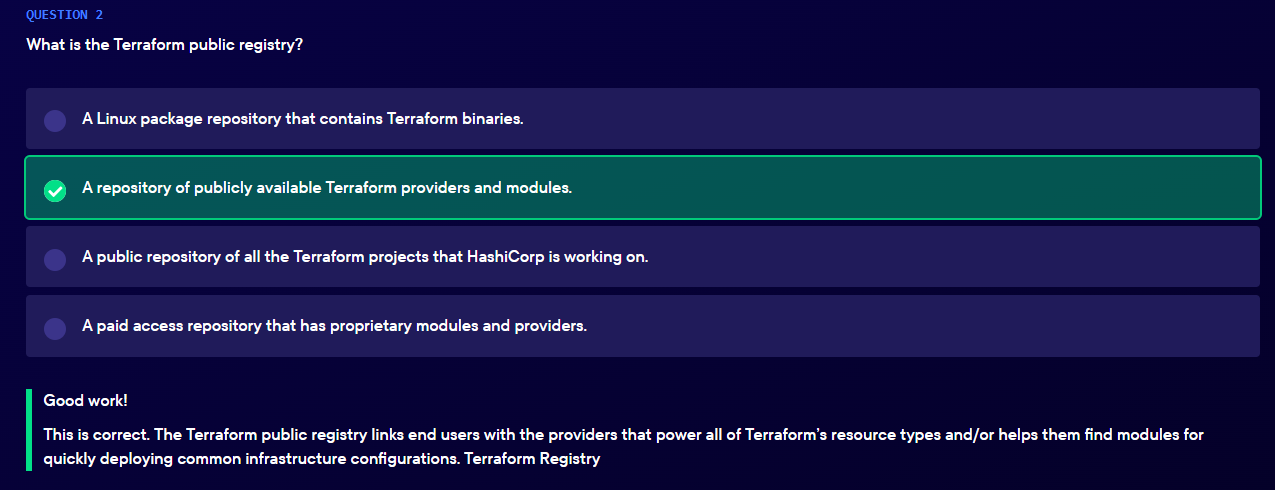 QUESTION 2
What is the Terraform public registry?
A Linux package repository that contains Terraform binaries.
A repository of publicly available Terraform providers and modules.
A public repository of all the Terraform projects that HashiCorp is working on.
A paid access repository that has proprietary modules and providers.
Good work!
This is correct. The Terraform public registry links end users with the providers that power all of Terraform’s resource types and/or helps them find modules for
quickly deploying common infrastructure configurations. Terraform Registry